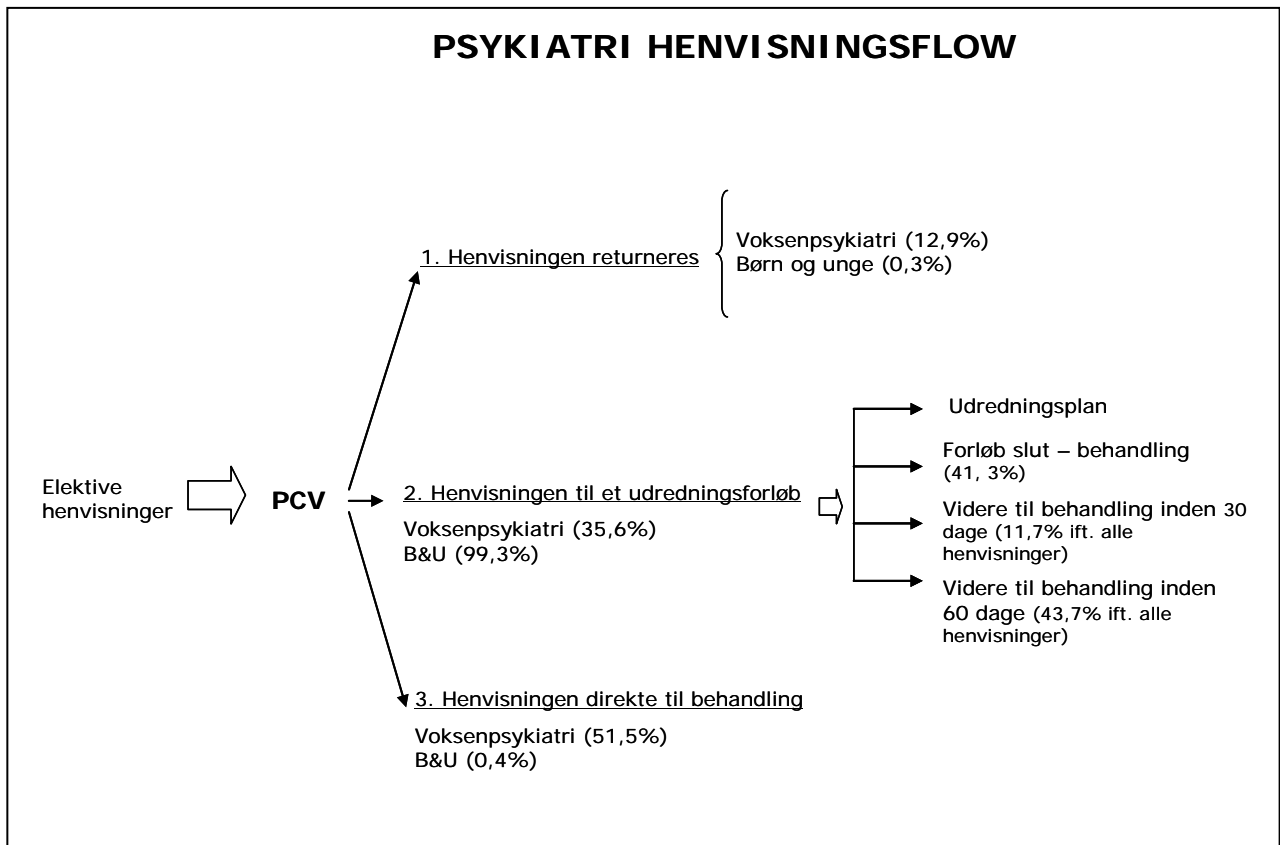 PSYKIATRI HENVISNINGSFLOW
1. Henvisningen returneres
Voksenpsykiatri (12,9%)
Børn og unge (0,3%)
Elektive
henvisninger
PCV
2. Henvisningen til et udredningsforløb
Voksenpsykiatri (35,6%)
B&U (99,3%)
Udredningsplan
Forløb slut – behandling
(41, 3%)
Videre til behandling inden 30
dage (11,7% ift. alle
henvisninger)
Videre til behandling inden
60 dage (43,7% ift. alle
henvisninger)
3. Henvisningen direkte til behandling
Voksenpsykiatri (51,5%)
B&U (0,4%)